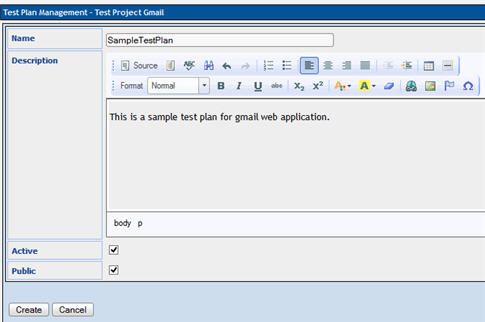 Test Plan Management - Test Project Gmail
Name SampleTestPlan
Description
Source ABC
Format Normal B I U abc X₂ X² A A Ω
This is a sample test plan for gmail web application.
body p
Active
Public
Create Cancel